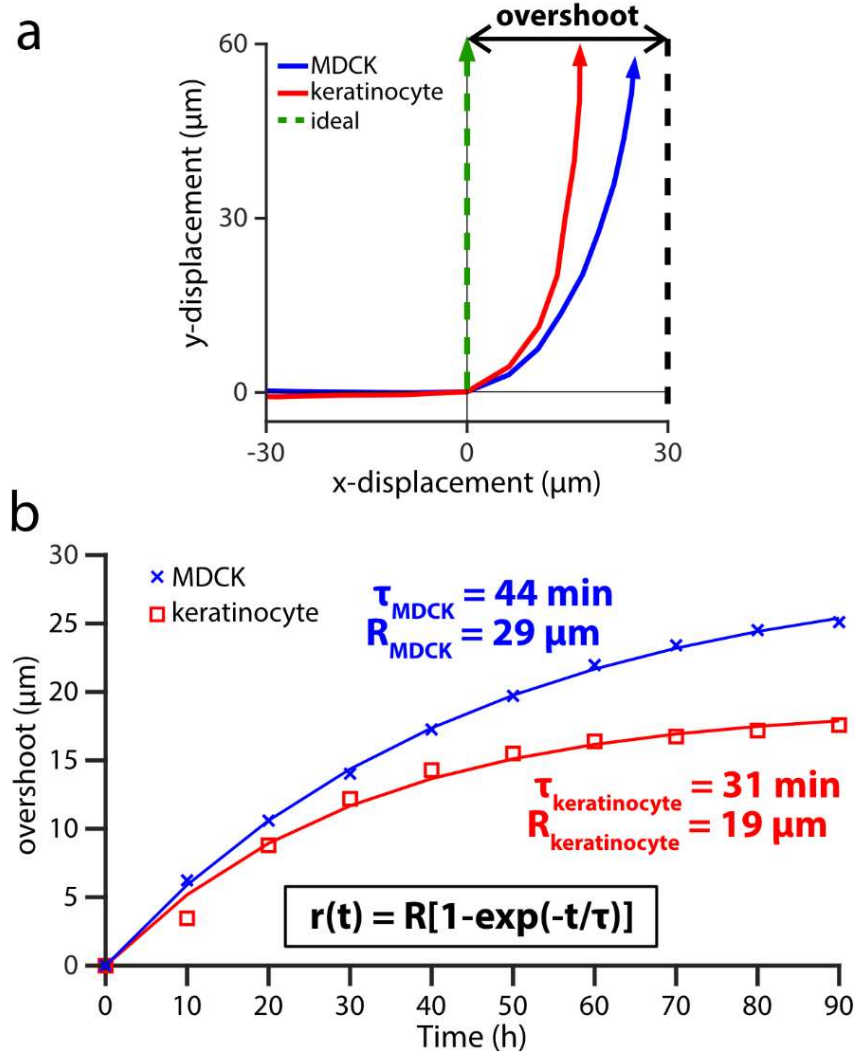 a
overshoot
60
30
0
y-displacement (μm)
MDCK
keratinocyte
ideal
-30
0
30
x-displacement (μm)
b
30
25
20
15
10
5
0
overshoot (μm)
MDCK
keratinocyte
τMDCK = 44 min
RMDCK = 29 μm
τkeratinocyte = 31 min
Rkeratinocyte = 19 μm
r(t) = R[1-exp(-t/τ)]
0 10 20 30 40 50 60 70 80 90
Time (h)